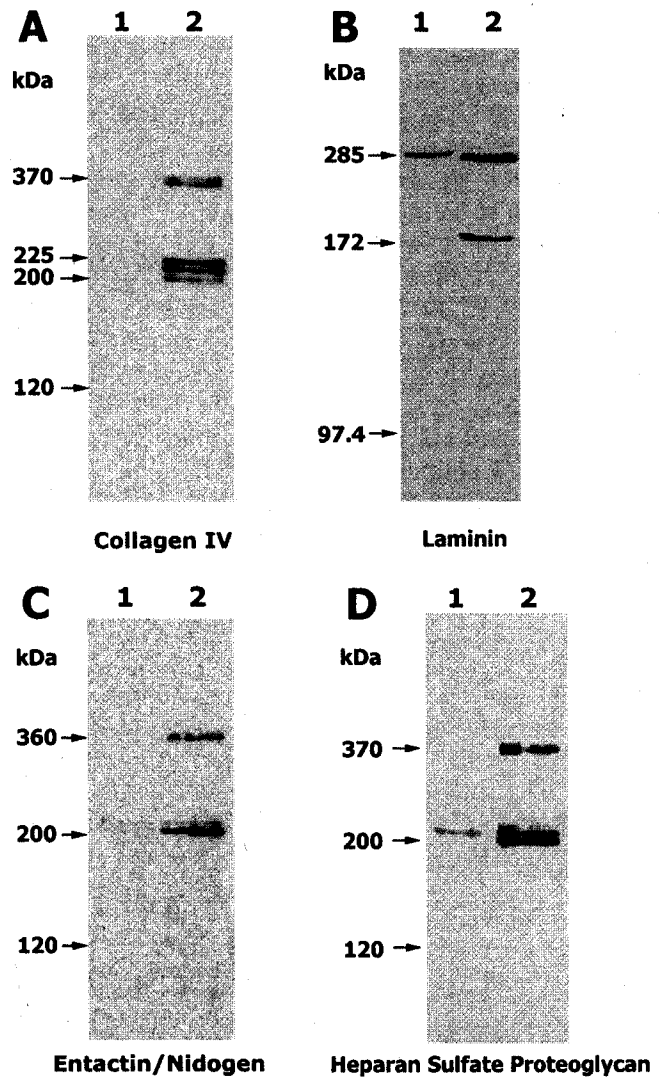 A 1 2
kDa
370
225
200
120
Collagen IV
B 1 2
kDa
285
172
97.4
Laminin
C 1 2
kDa
360
200
120
Entactin/Nidogen
D 1 2
kDa
370
200
120
Heparan Sulfate Proteoglycan